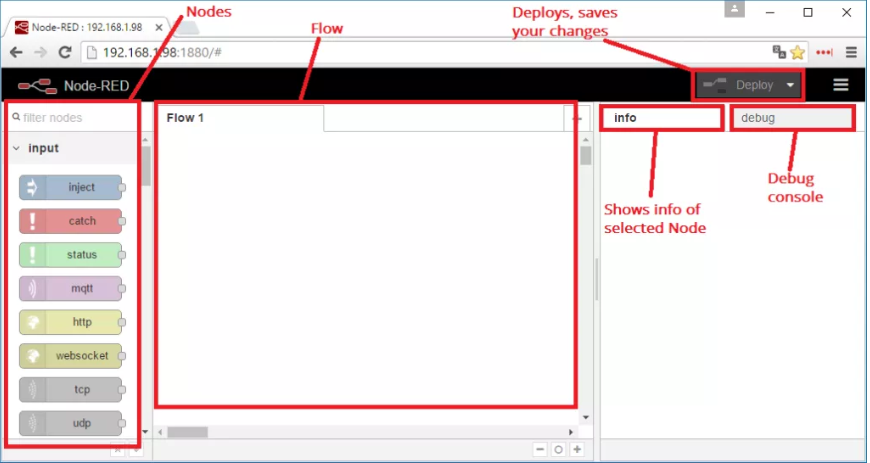 Nodes
Flow
Deploys, saves
your changes
Node-RED : 192.168.1.98
192.168.1.98:1880/#
Node-RED
Deploy
filter nodes
Flow 1
info
debug
input
inject
catch
status
mqtt
http
websocket
tcp
udp
Shows info of
selected Node
Debug
console